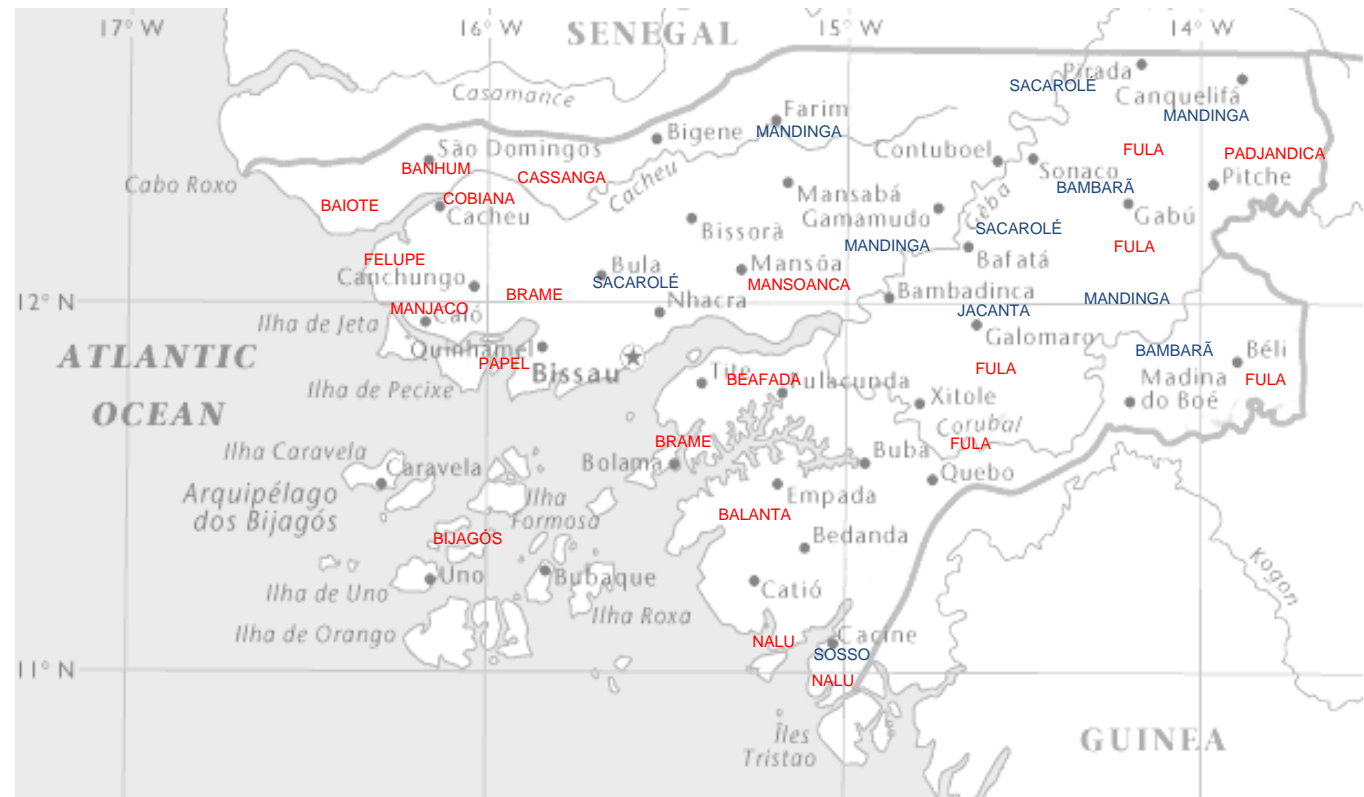 17° W
16° W
SENEGAL
15° W
14° W
Pirada
SACAROLÉ
Casamance
Canquelifá
Farim
MANDINGA
Bigene
MANDINGA
São Domingos
Contuboel
Sonaco
FULA
PADJANDICA
BANHUM
CASSANGA
Cacheu
Pitche
Cabo Roxo
Mansabá
BAMBARÃ
COBIANA
BAIOTE
Cacheu
Gamamudo
Gêba
Gabú
Bissorã
SACAROLÉ
MANDINGA
FULA
FELUPE
Bafatá
Canchungo
Bula
Mansôa
SACAROLÉ
MANSOANCA
BRAME
Bambadinca
12° N
Nhacra
MANDINGA
MANJACO
Caió
JACANTA
Ilha de Jeta
Galomaro
Quinhámel
BAMBARÃ
Béli
ATLANTIC
PAPEL
Bissau
Tite
BEAFADA
Fulacunda
FULA
Madina
do Boé
FULA
Ilha de Pecixe
Xitole
OCEAN
Corubal
BRAME
FULA
Ilha Caravela
Caravela
Bolama
Buba
Quebo
Arquipélago
dos Bijagós
Ilha
Formosa
Empada
BALANTA
BIJAGÓS
Bedanda
Uno
Bubaque
Kogon
Ilha de Uno
Catió
Ilha Roxa
Ilha de Orango
NALU
Cacine
SOSSO
11° N
NALU
Îles
Tristao
GUINEA